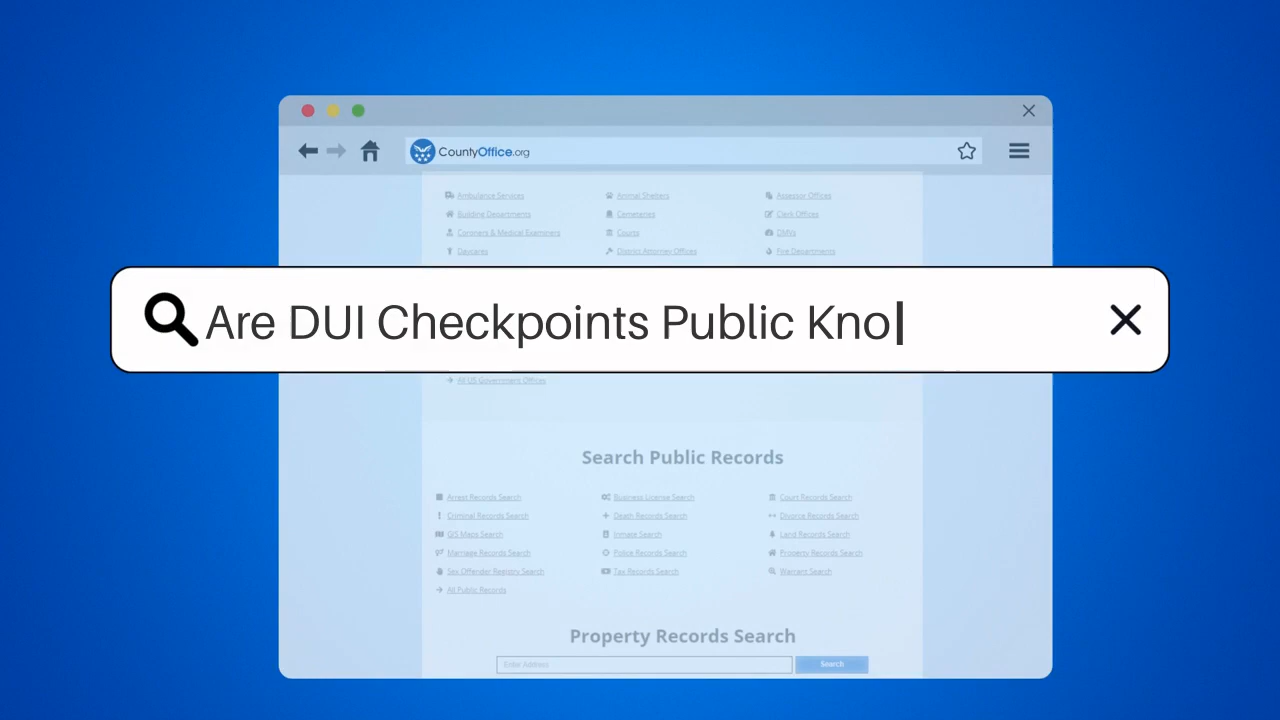 CountyOffice.org
Ambulance Services Animal Shelters Assessor Offices
Building Departments Cemeteries Clerk Offices
Coroners & Medical Examiners Courts DMVs
Daycares District Attorney Offices Fire Departments
Are DUI Checkpoints Public Kno
All US Government Offices
Search Public Records
Arrest Records Search Business License Search Court Records Search
Criminal Records Search Death Records Search Divorce Records Search
GIS Maps Search Inmate Search Land Records Search
Marriage Records Search Police Records Search Property Records Search
Sex Offender Registry Search Tax Records Search Warrant Search
All Public Records
Property Records Search
Enter Address Search